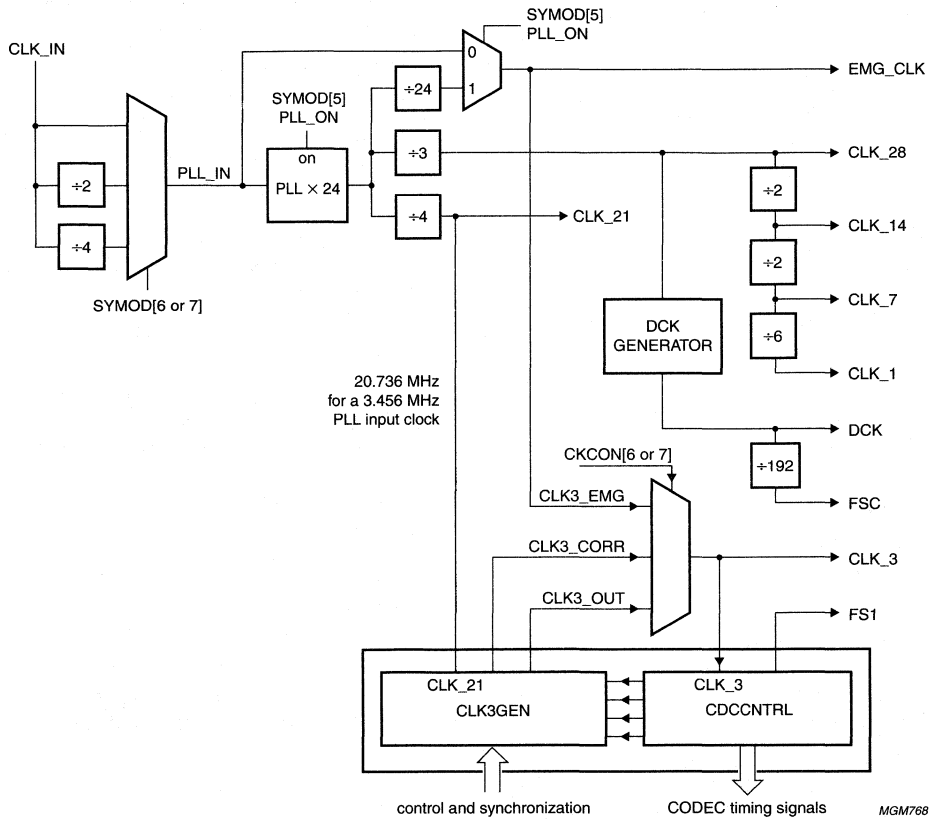 SYMOD[5]
PLL_ON
CLK_IN
0
1
EMG_CLK
÷24
SYMOD[5]
PLL_ON
on
PLL × 24
÷3
CLK_28
÷2
PLL_IN
÷2
÷4
CLK_21
CLK_14
÷4
÷2
SYMOD[6 or 7]
CLK_7
DCK
GENERATOR
÷6
CLK_1
20.736 MHz
for a 3.456 MHz
PLL input clock
DCK
CKCON[6 or 7]
÷192
CLK3_EMG
FSC
CLK3_CORR
CLK_3
CLK3_OUT
FS1
CLK_21
CLK3GEN
CLK_3
CDCCNTRL
control and synchronization
CODEC timing signals
MGM768